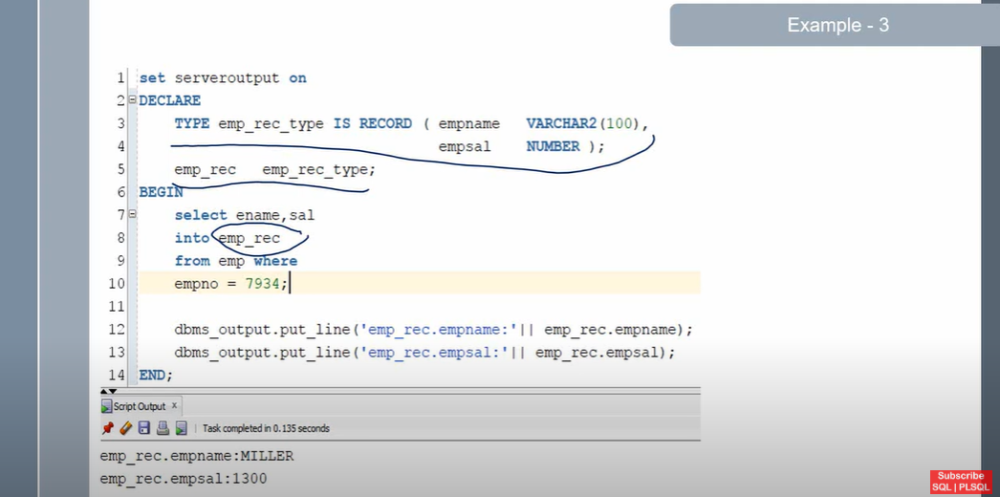 Example - 3
1 set serveroutput on
2 DECLARE
3 TYPE emp_rec_type IS RECORD ( empname VARCHAR2(100),
4 empsal NUMBER );
5 emp_rec emp_rec_type;
6 BEGIN
7 select ename,sal
8 into emp_rec
9 from emp where
10 empno = 7934;
11
12 dbms_output.put_line('emp_rec.empname:'|| emp_rec.empname);
13 dbms_output.put_line('emp_rec.empsal:'|| emp_rec.empsal);
14 END;
Script Output x
Task completed in 0.135 seconds
emp_rec.empname:MILLER
emp_rec.empsal:1300
Subscribe
SQL | PLSQL